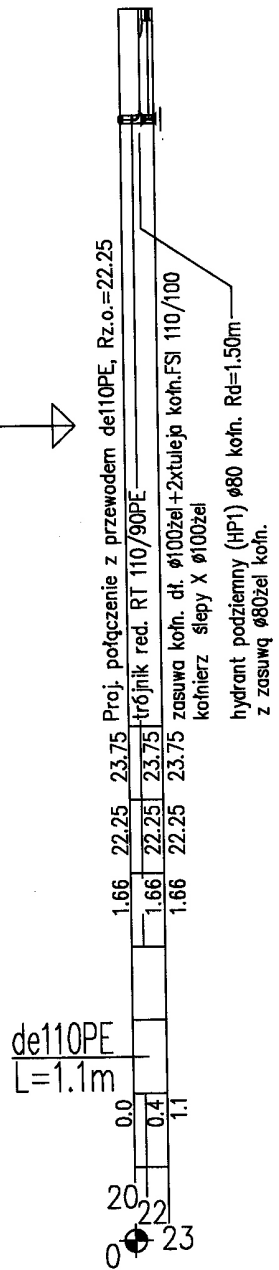 Proj. połączenie z przewodem de110PE, Rz.o.=22.25
trójnik red. RT 110/90PE
zasuwa kołn. dł. ø100żel+2xtuleja kołn.FSI 110/100
kołnierz ślepy X ø100żel
hydrant podziemny (HP1) ø80 kołn. Rd=1.50m
z zasuwą ø80żel kołn.
23.75
23.75
23.75
22.25
22.25
22.25
1.66
1.66
1.66
de110PE
L=1.1m
0.0
0.4
1.1
20
22
23
0